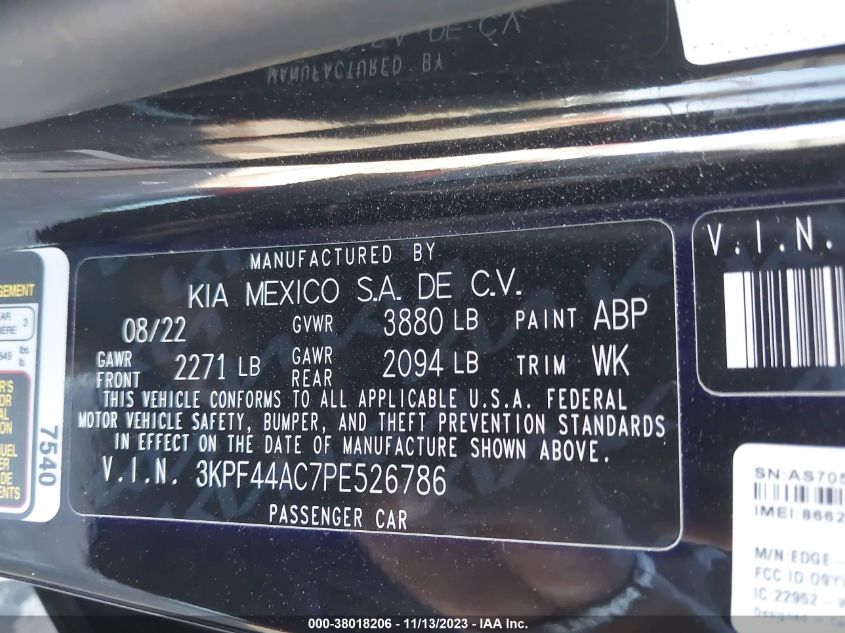 MANUFACTURED BY
MANUFACTURED BY
KIA MEXICO S.A. DE C.V.
08/22 GVWR 3880 LB PAINT ABP
GAWR FRONT 2271 LB GAWR REAR 2094 LB TRIM WK
THIS VEHICLE CONFORMS TO ALL APPLICABLE U.S.A. FEDERAL
MOTOR VEHICLE SAFETY, BUMPER, AND THEFT PREVENTION STANDARDS
IN EFFECT ON THE DATE OF MANUFACTURE SHOWN ABOVE.
V.I.N. 3KPF44AC7PE526786
PASSENGER CAR
7540
V.I.N.
SN:AS705
IMEI 8662
M/N:EDGE-
FCC ID
IC 22952-
Designed in
000-38018206 - 11/13/2023 - IAA Inc.